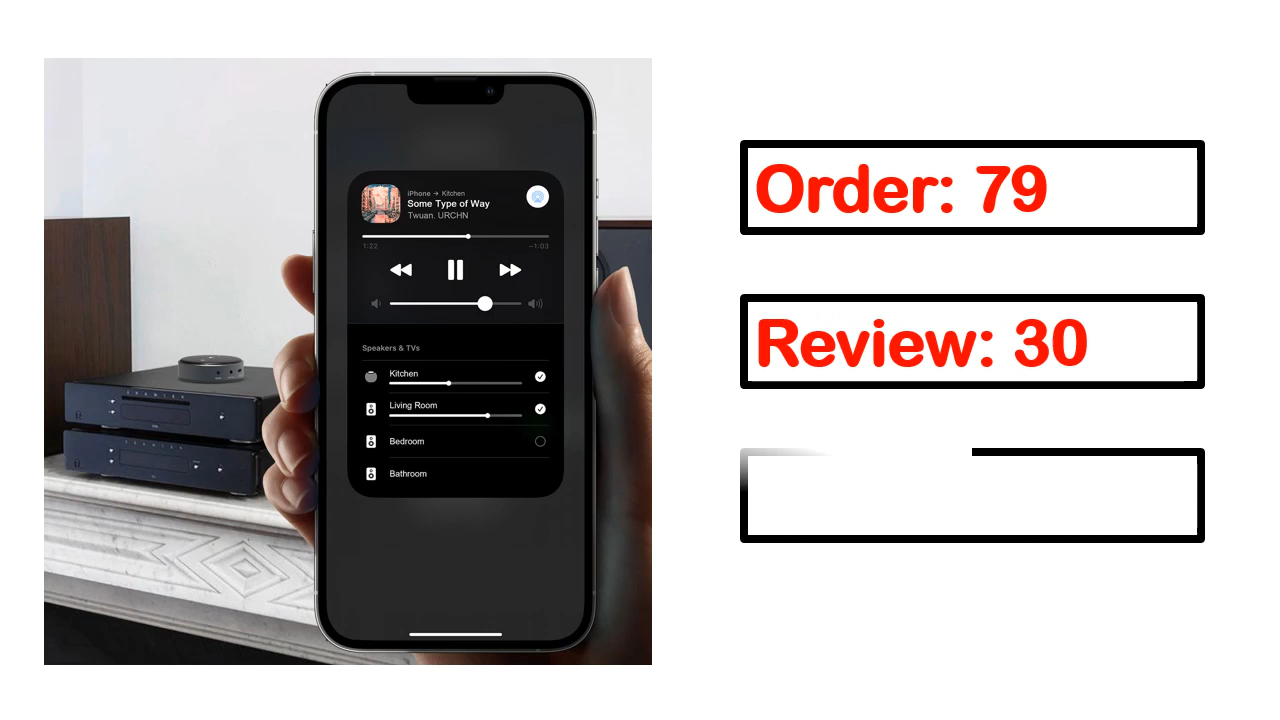 iPhone → Kitchen
Some Type of Way
Twuan. URCHN
1:22
−1:03
Speakers & TVs
Kitchen
Living Room
Bedroom
Bathroom
Order: 79
Review: 30